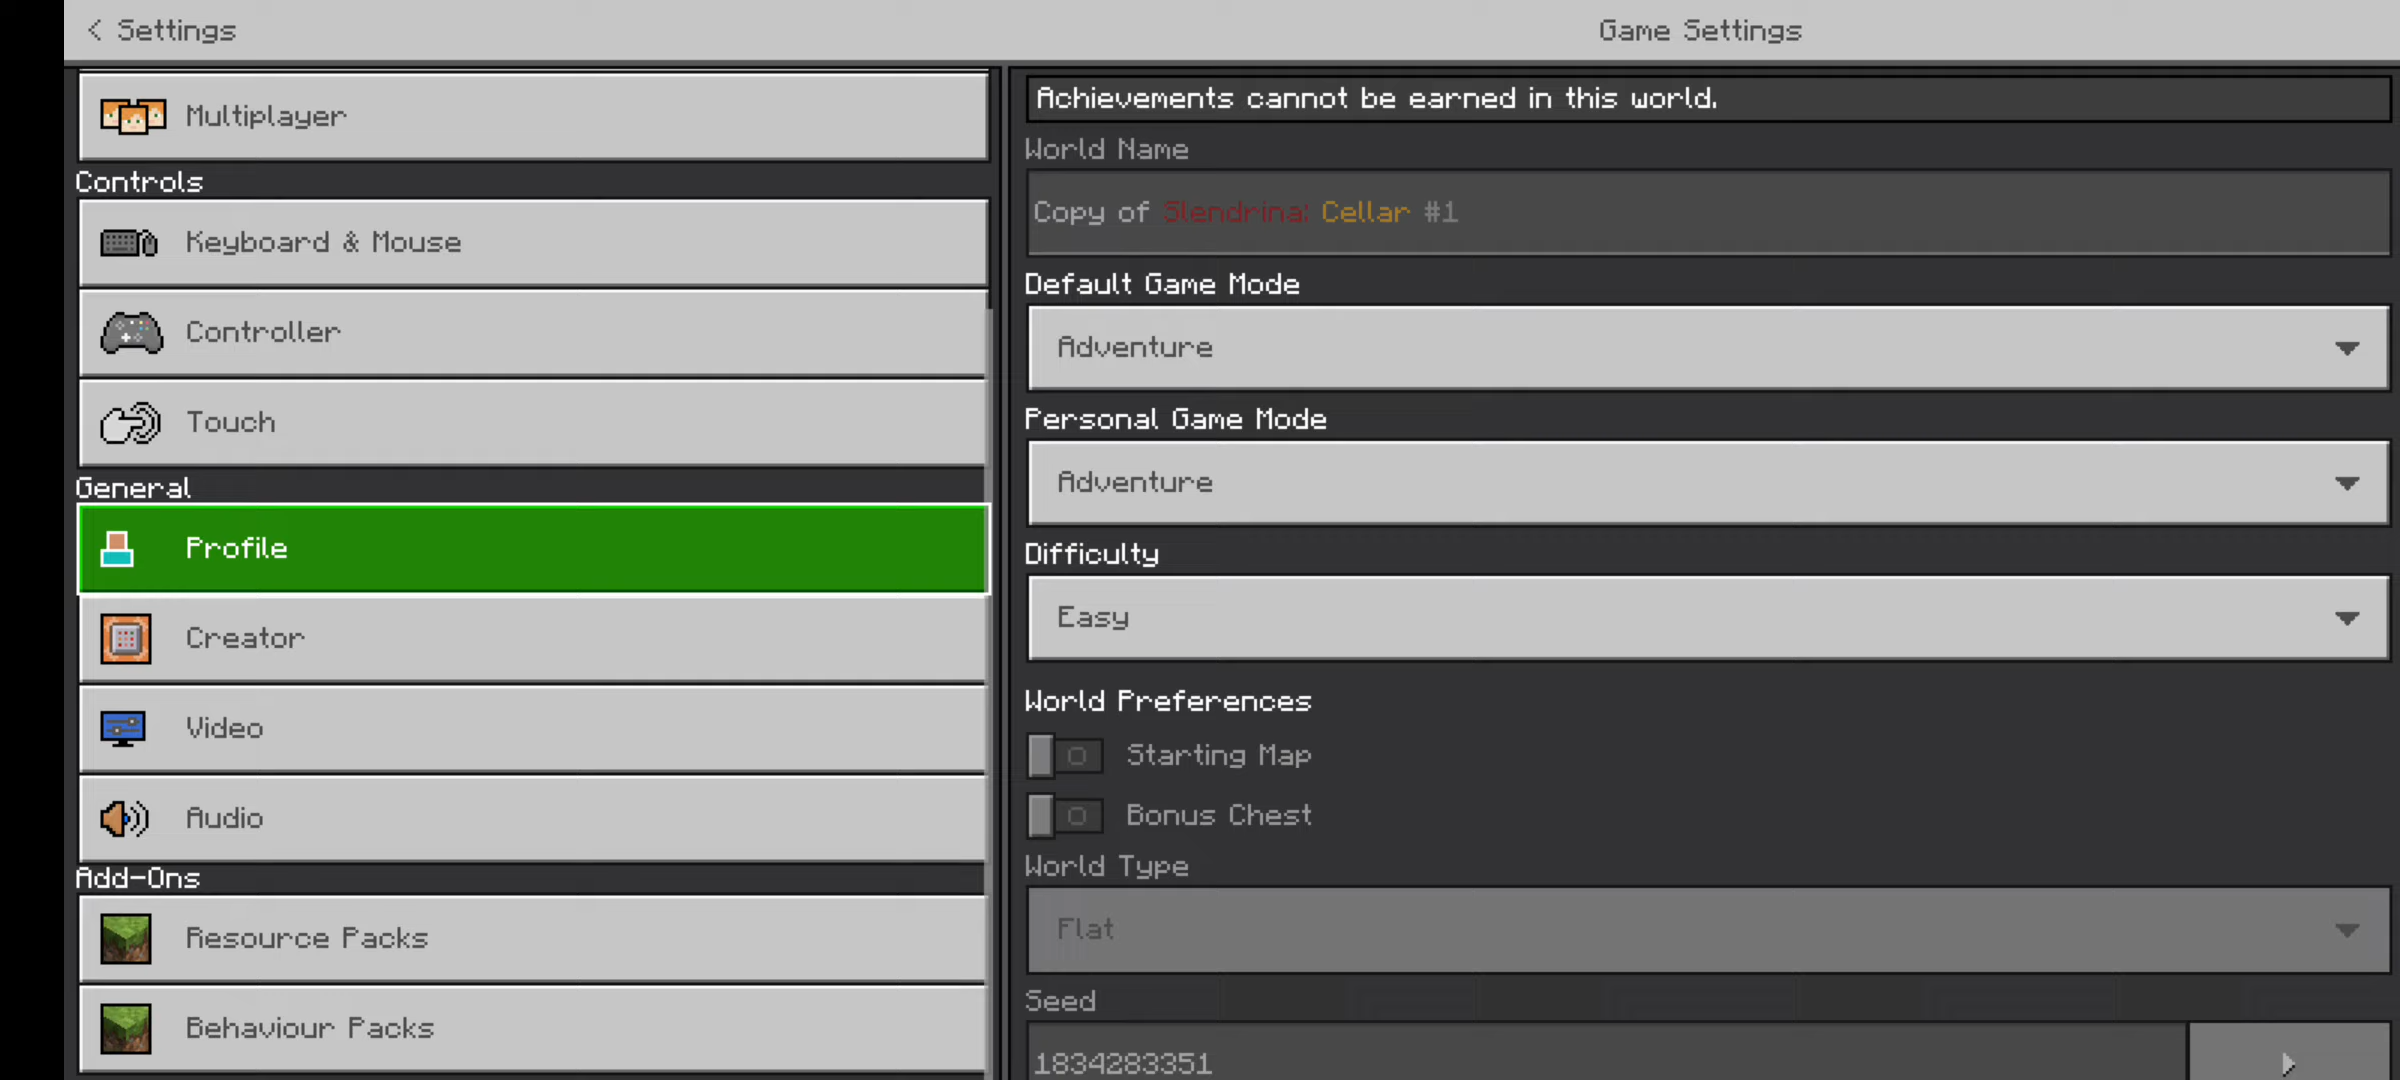 Settings
Game Settings
Multiplayer
Controls
Keyboard & Mouse
Controller
Touch
General
Profile
Creator
Video
Audio
Add-Ons
Resource Packs
Behaviour Packs
Achievements cannot be earned in this world.
World Name
Copy of Slendrina: Cellar #1
Default Game Mode
Adventure
Personal Game Mode
Adventure
Difficulty
Easy
World Preferences
Starting Map
Bonus Chest
World Type
Flat
Seed
1834283351